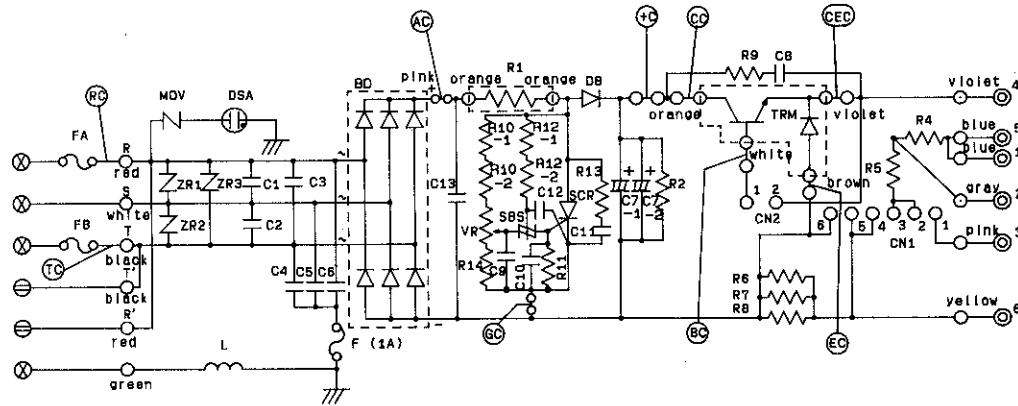 RC
MOV
DSA
FA
R
red
S
white
FB
T
black
TC
T'
black
R'
red
green
L
ZR1
ZR2
ZR3
C1
C2
C3
C4
C5
C6
F (1A)
BD
pink
+
-
~
~
~
AC
C13
orange
R1
orange
R10
-1
R10
-2
R12
-1
R12
-2
C12
VR
SBS
R14
C9
C10
R11
SCR
R13
C11
GC
D8
+C
CC
orange
C7
-1
C7
-2
+
+
R2
R9
C8
CEC
TRM
violet
white
brown
BC
1
2
CN2
EC
6
5
4
3
2
1
CN1
R6
R7
R8
R5
R4
violet
4
blue
5
blue
1
gray
2
pink
3
yellow
6